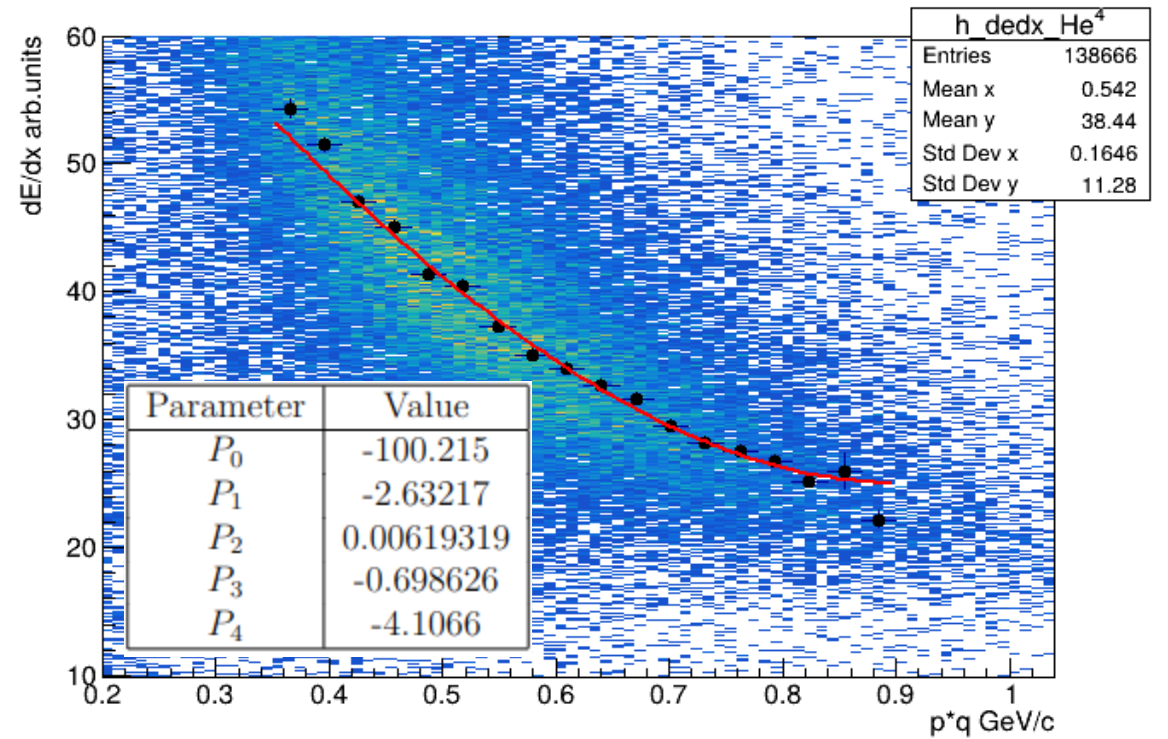 h_dedx_He⁴
Entries 138666
Mean x 0.542
Mean y 38.44
Std Dev x 0.1646
Std Dev y 11.28
dE/dx arb.units
60
50
40
30
20
10
Parameter Value
P₀ -100.215
P₁ -2.63217
P₂ 0.00619319
P₃ -0.698626
P₄ -4.1066
0.2 0.3 0.4 0.5 0.6 0.7 0.8 0.9 1
p*q GeV/c